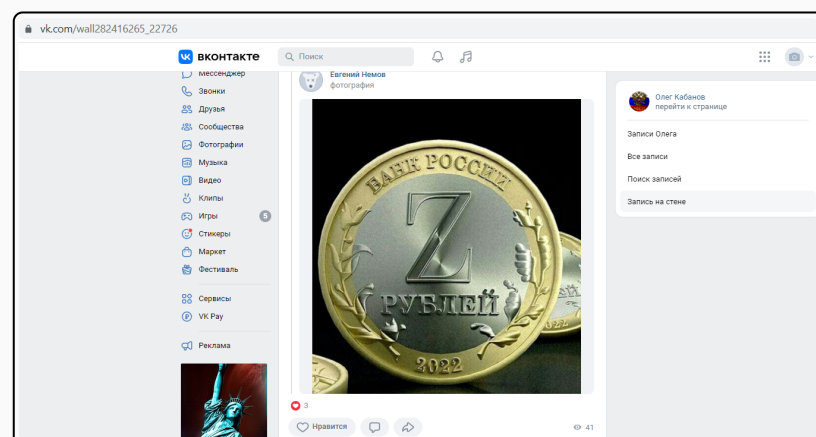 vk.com/wall282416265_22726
ВКОНТАКТЕ
Поиск
Мессенджер
Звонки
Друзья
Сообщества
Фотографии
Музыка
Видео
Клипы
Игры
5
Стикеры
Маркет
Фестиваль
Сервисы
VK Pay
Реклама
Евгений Немов
фотография
БАНК РОССИИ
Z
РУБЛЕЙ
2022
3
Нравится
41
Олег Кабанов
перейти к странице
Записи Олега
Все записи
Поиск записей
Запись на стене